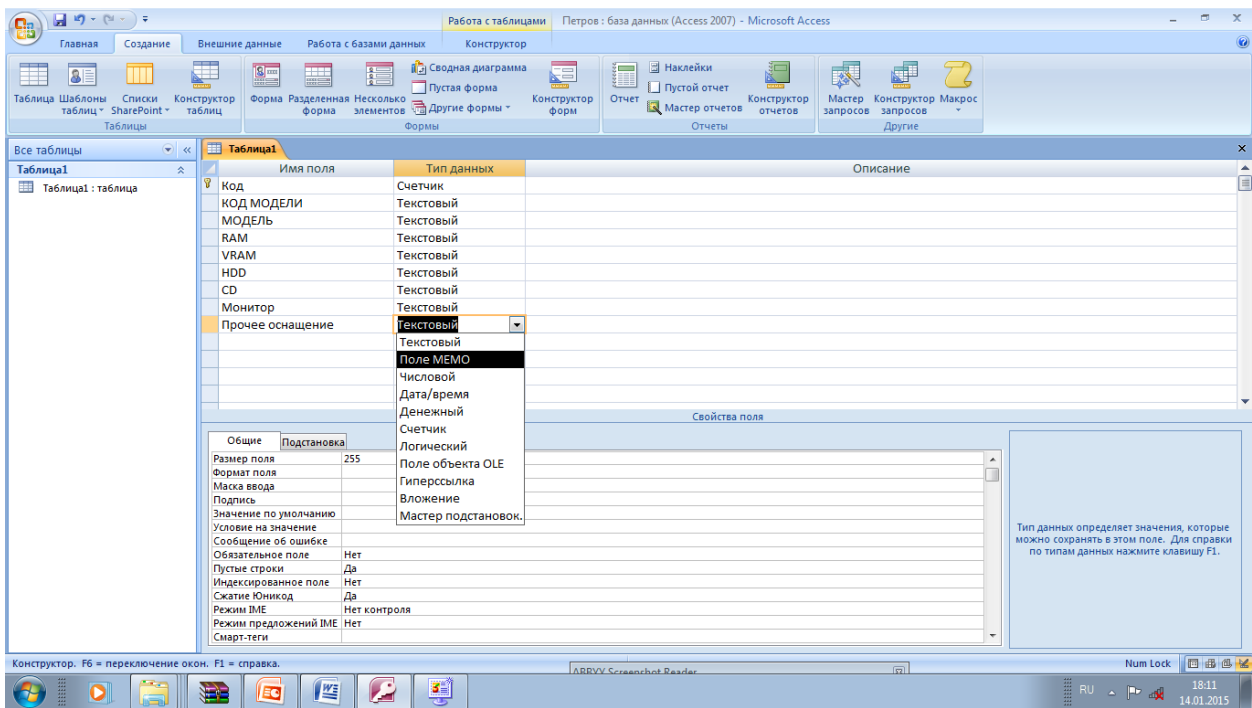 Работа с таблицами Петров : база данных (Access 2007) - Microsoft Access
Главная Создание Внешние данные Работа с базами данных Конструктор
Таблица
Шаблоны таблиц
Списки SharePoint
Конструктор таблиц
Таблицы
Форма
Разделенная форма
Несколько элементов
Сводная диаграмма
Пустая форма
Другие формы
Конструктор форм
Формы
Отчет
Наклейки
Пустой отчет
Мастер отчетов
Конструктор отчетов
Отчеты
Мастер запросов
Конструктор запросов
Макрос
Другие
Все таблицы
Таблица1
Таблица1 : таблица
Таблица1
Имя поля Тип данных Описание
Код Счетчик
КОД МОДЕЛИ Текстовый
МОДЕЛЬ Текстовый
RAM Текстовый
VRAM Текстовый
HDD Текстовый
CD Текстовый
Монитор Текстовый
Прочее оснащение Текстовый
Текстовый
Поле МЕМО
Числовой
Дата/время
Денежный
Счетчик
Логический
Поле объекта OLE
Гиперссылка
Вложение
Мастер подстановок.
Свойства поля
Общие Подстановка
Размер поля 255
Формат поля
Маска ввода
Подпись
Значение по умолчанию
Условие на значение
Сообщение об ошибке
Обязательное поле Нет
Пустые строки Да
Индексированное поле Нет
Сжатие Юникод Да
Режим IME Нет контроля
Режим предложений IME Нет
Смарт-теги
Тип данных определяет значения, которые
можно сохранять в этом поле. Для справки
по типам данных нажмите клавишу F1.
Конструктор. F6 = переключение окон. F1 = справка.
ABBYY Screenshot Reader
Num Lock
RU
18:11
14.01.2015